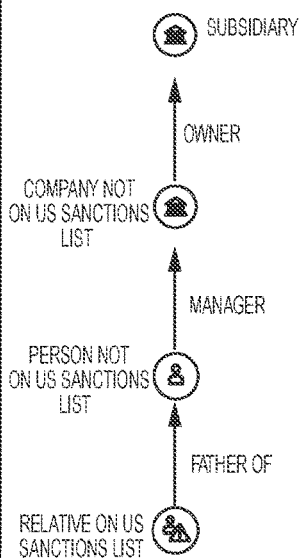 SUBSIDIARY
OWNER
COMPANY NOT
ON US SANCTIONS
LIST
MANAGER
PERSON NOT
ON US SANCTIONS
LIST
FATHER OF
RELATIVE ON US
SANCTIONS LIST